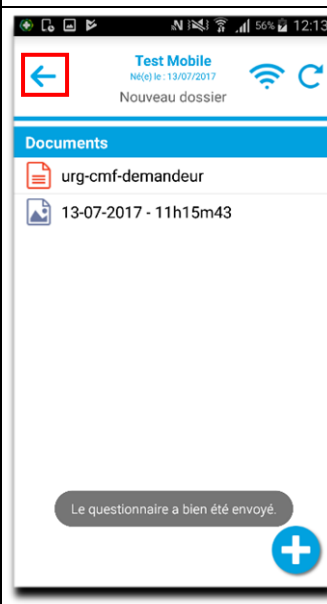 56% 12:13
Test Mobile
Né(e) le : 13/07/2017
Nouveau dossier
Documents
urg-cmf-demandeur
13-07-2017 - 11h15m43
Le questionnaire a bien été envoyé.